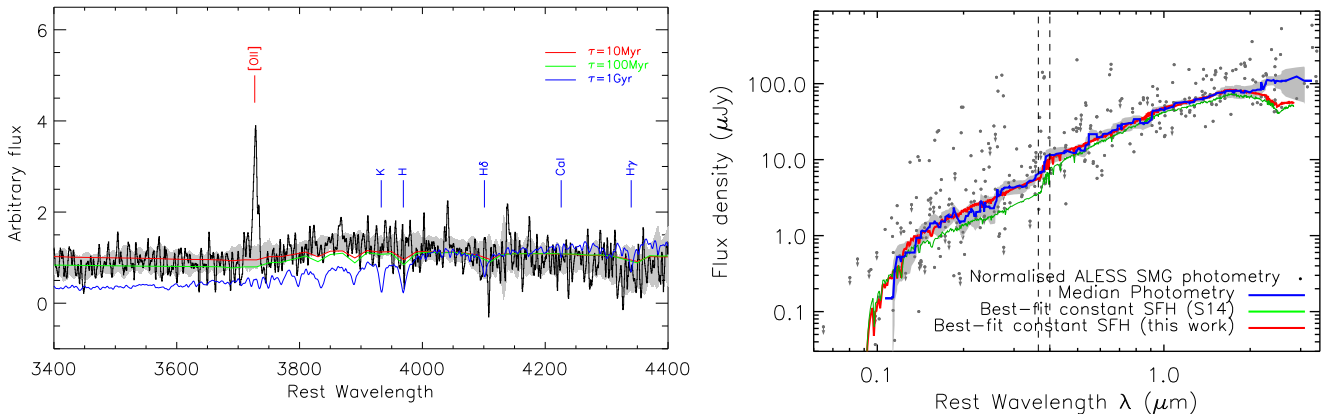 6
4
2
0
Arbitrary flux
[OII]
τ=10Myr
τ=100Myr
τ=1Gyr
K
H
Hδ
CaI
Hγ
3400
3600
3800
4000
4200
4400
Rest Wavelength
100.0
10.0
1.0
0.1
Flux density (μJy)
Normalised ALESS SMG photometry
Median Photometry
Best-fit constant SFH (S14)
Best-fit constant SFH (this work)
0.1
1.0
Rest Wavelength λ (μm)